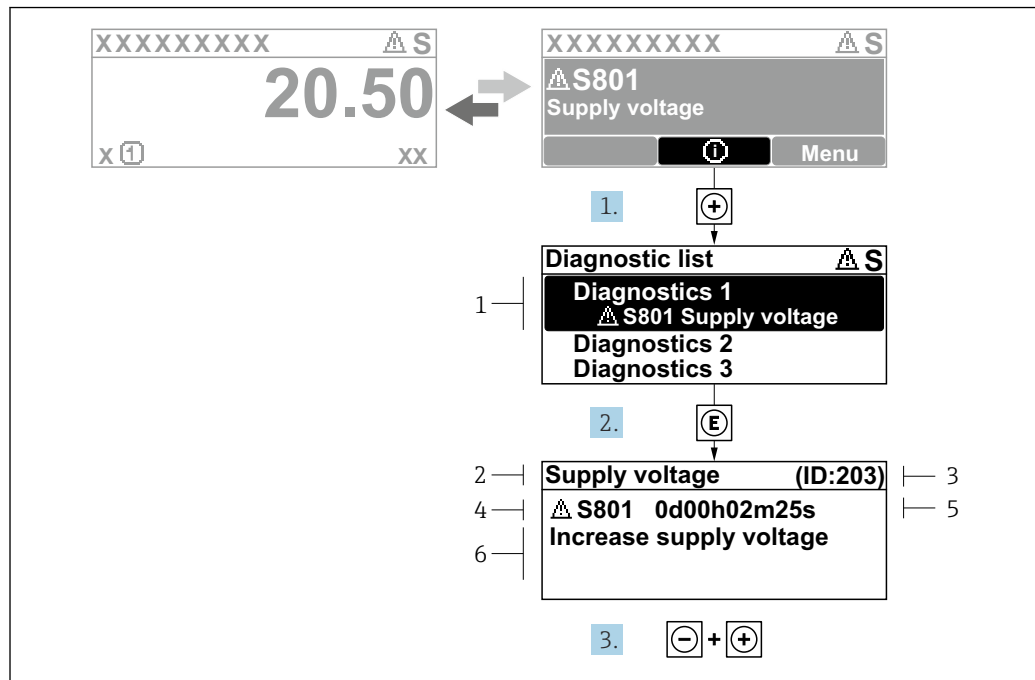 XXXXXXXXX ⚠ S
20.50
x ① xx
XXXXXXXXX ⚠ S
⚠ S801
Supply voltage
ⓘ Menu
1. +
Diagnostic list ⚠ S
1
Diagnostics 1
⚠ S801 Supply voltage
Diagnostics 2
Diagnostics 3
2. E
2 Supply voltage (ID:203) 3
4 ⚠ S801 0d00h02m25s 5
6 Increase supply voltage
3. − + +